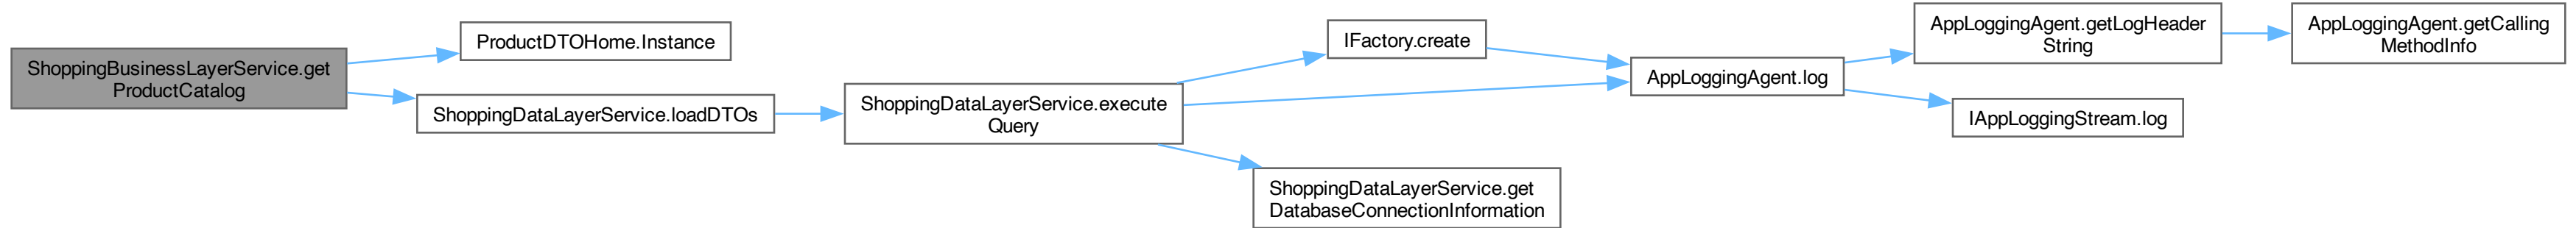 ShoppingBusinessLayerService.get
ProductCatalog
ProductDTOHome.Instance
ShoppingDataLayerService.loadDTOs
ShoppingDataLayerService.execute
Query
IFactory.create
ShoppingDataLayerService.get
DatabaseConnectionInformation
AppLoggingAgent.log
AppLoggingAgent.getLogHeader
String
IAppLoggingStream.log
AppLoggingAgent.getCalling
MethodInfo